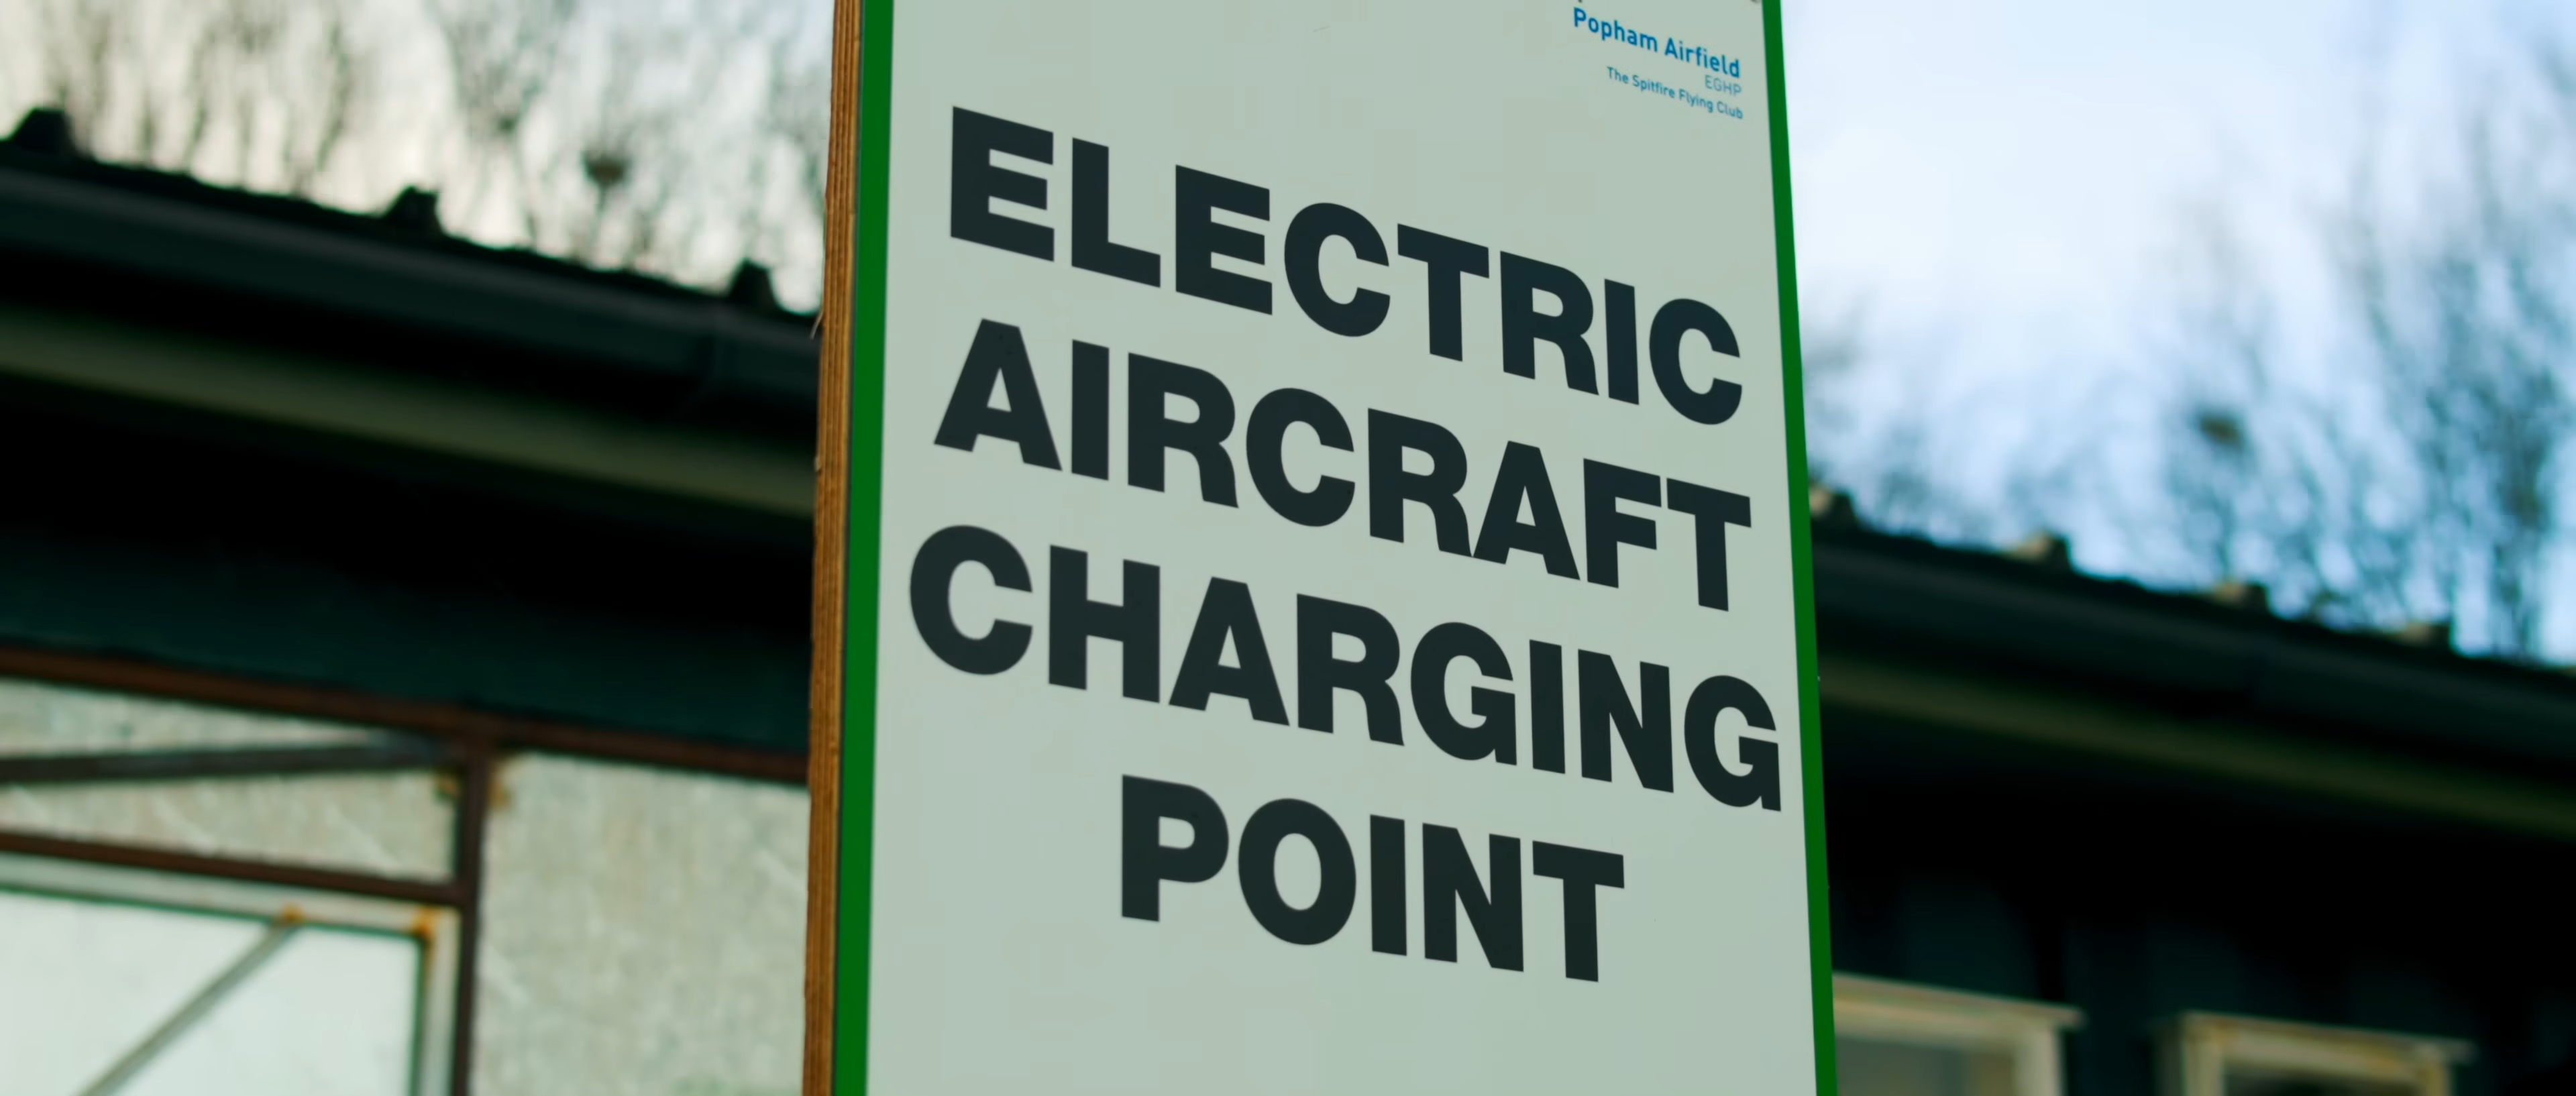 Popham Airfield
EGHP
The Spitfire Flying Club
ELECTRIC
AIRCRAFT
CHARGING
POINT